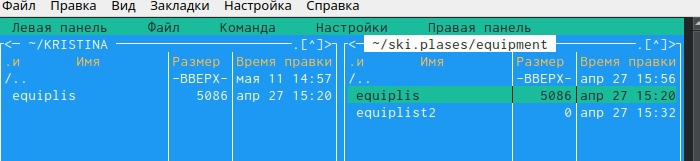 Файл Правка Вид Закладки Настройка Справка
Левая панель Файл Команда Настройки Правая панель
<─ ~/KRISTINA ─.[^]> <─ ~/ski.plases/equipment ─.[^]>
.и Имя Размер Время правки .и Имя Размер Время правки
/.. -ВВЕРХ- мая 11 14:57 /.. -ВВЕРХ- апр 27 15:56
equiplis 5086 апр 27 15:20 equiplis 5086 апр 27 15:20
equiplist2 0 апр 27 15:32